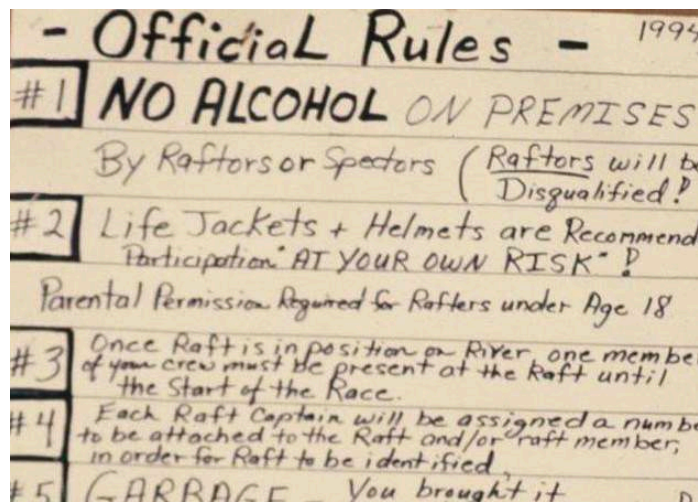 - Official Rules - 1994
#1 NO ALCOHOL ON PREMISES
By Raftors or Spectors ( Raftors will be
Disqualified!
#2 Life Jackets + Helmets are Recommend
Participation "AT YOUR OWN RISK"!
Parental Permission Required for Rafters under Age 18
#3 Once Raft is in position on River, one membe
of your crew must be present at the Raft until
the Start of the Race.
#4 Each Raft Captain will be assigned a numbe
to be attached to the Raft and/or raft member,
in order for Raft to be identified,
#5 GARBAGE - You brought it